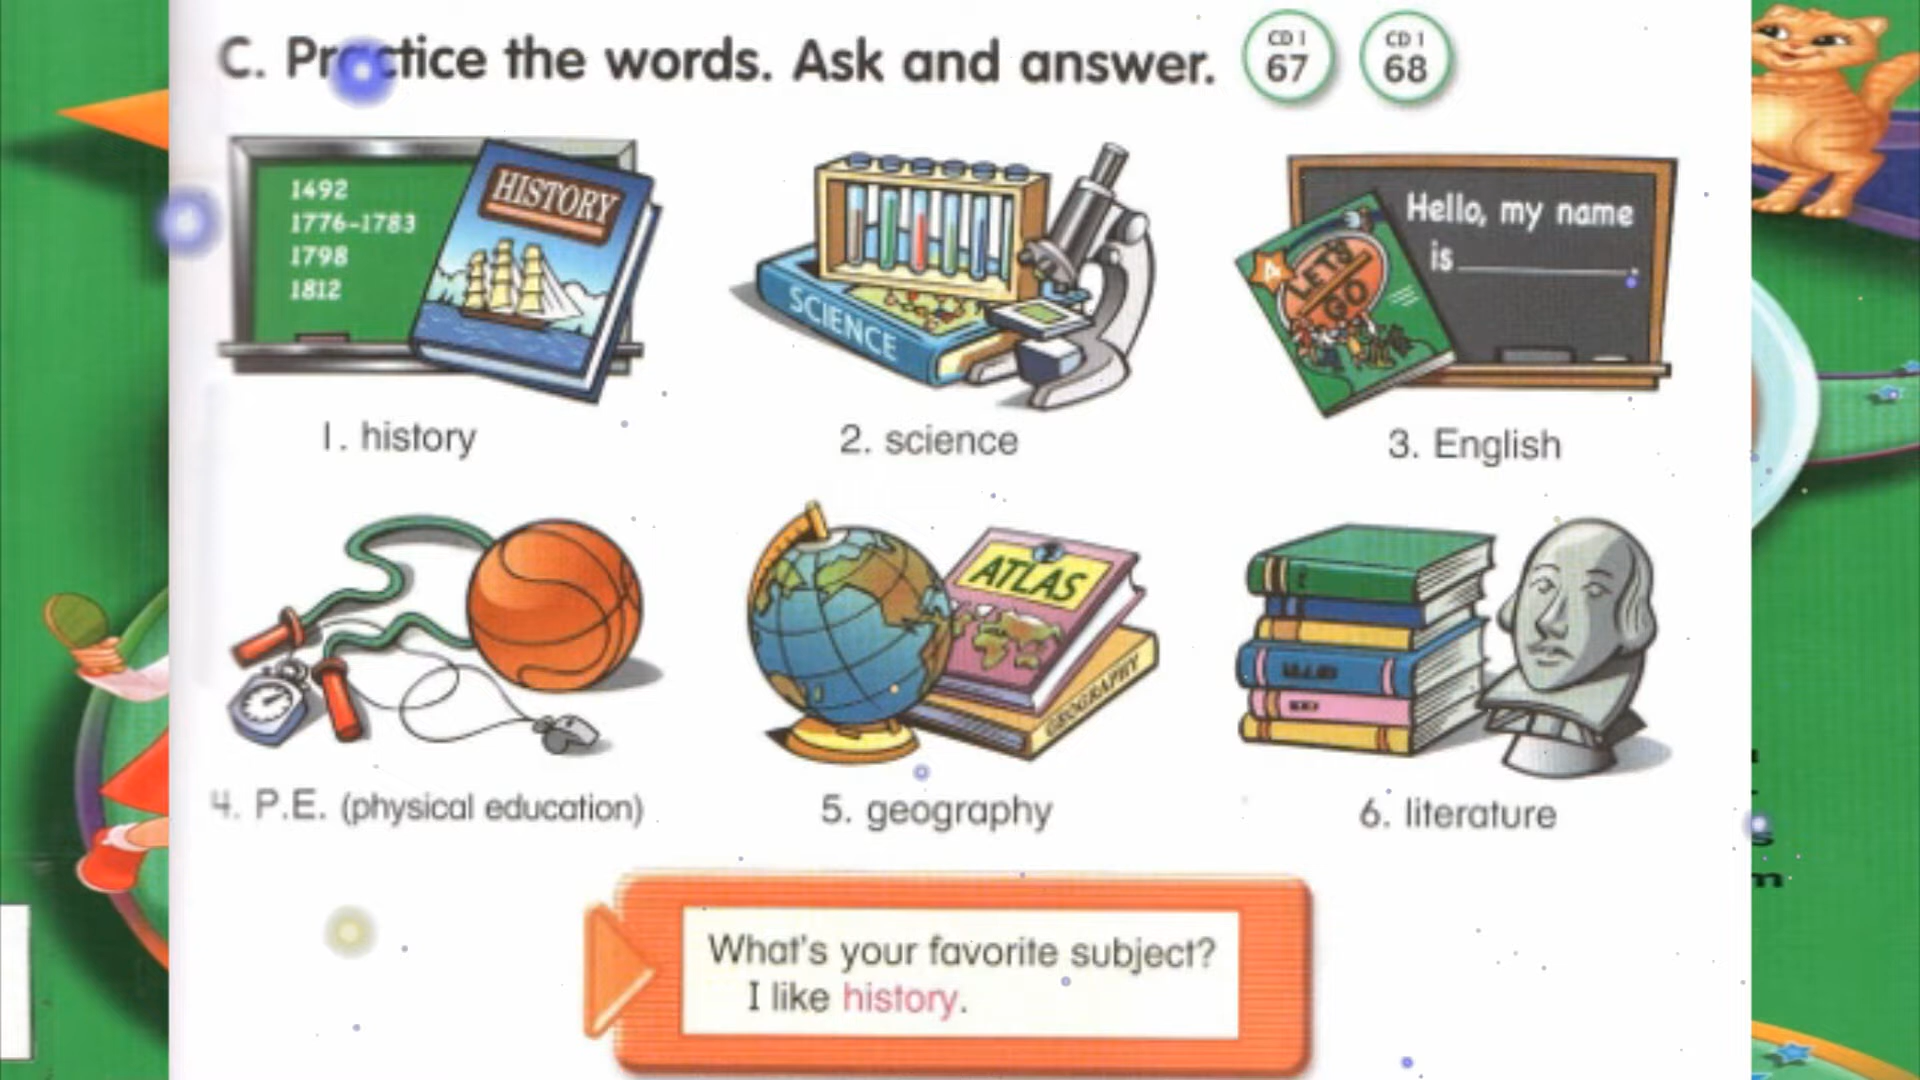 C. Practice the words. Ask and answer.
CD 1
67
CD 1
68
1492
1776-1783
1798
1812
HISTORY
SCIENCE
Hello, my name
is
4
LET'S
GO
1. history
2. science
3. English
ATLAS
GEOGRAPHY
4. P.E. (physical education)
5. geography
6. literature
What's your favorite subject?
I like history.